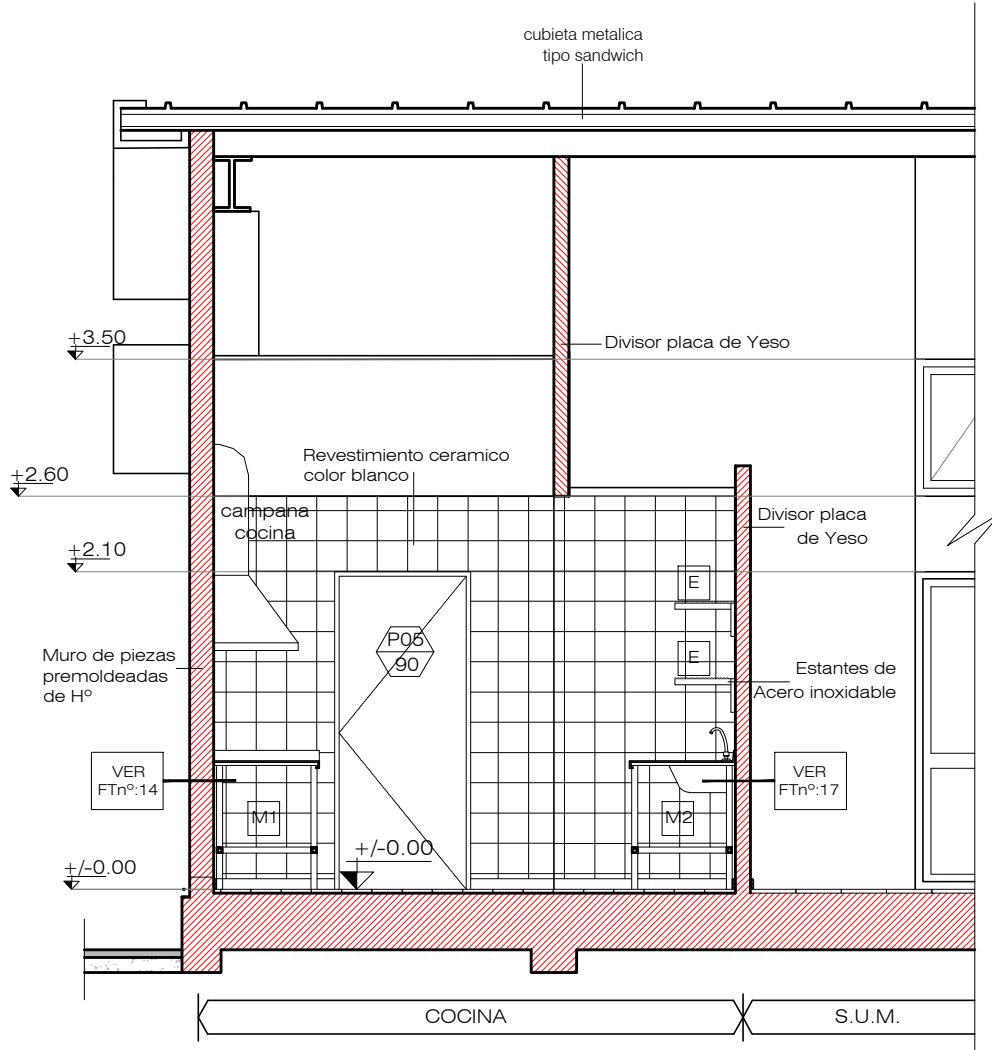 cubieta metalica
tipo sandwich
+3.50
Divisor placa de Yeso
Revestimiento ceramico
color blanco
+2.60
campana
cocina
Divisor placa
de Yeso
+2.10
E
P05
90
E
Muro de piezas
premoldeadas
de Hº
Estantes de
Acero inoxidable
VER
FTnº:14
VER
FTnº:17
M1
M2
+/-0.00
+/-0.00
COCINA
S.U.M.